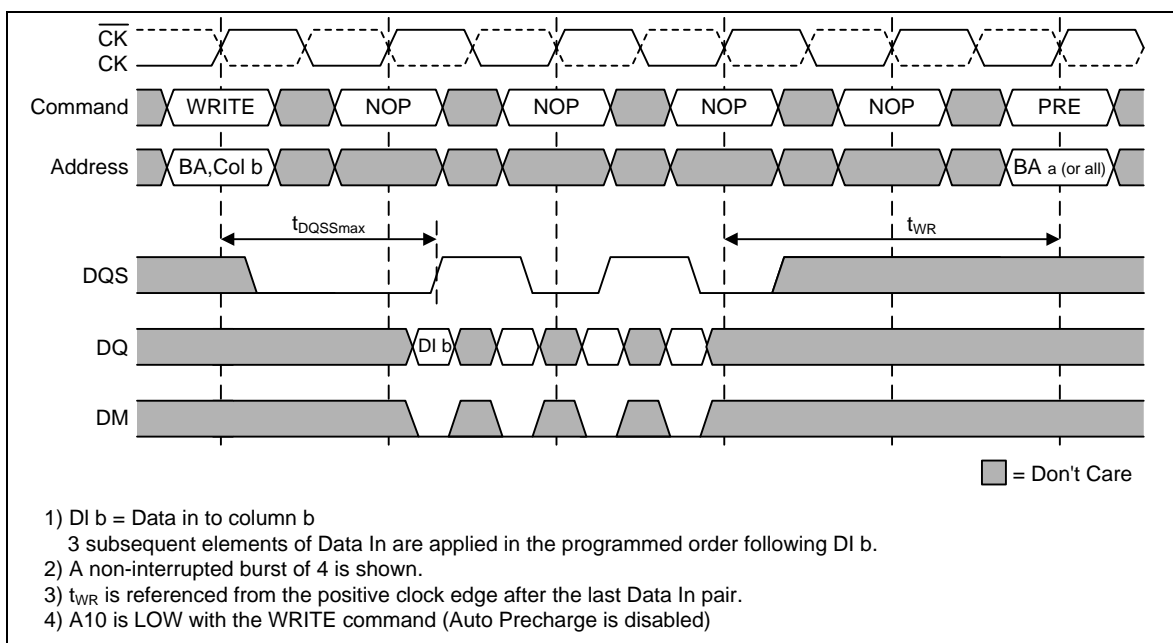 CK
CK
Command WRITE NOP NOP NOP NOP PRE
Address BA,Col b BA a (or all)
tDQSSmax tWR
DQS
DQ DI b
DM
= Don't Care
1) DI b = Data in to column b
3 subsequent elements of Data In are applied in the programmed order following DI b.
2) A non-interrupted burst of 4 is shown.
3) tWR is referenced from the positive clock edge after the last Data In pair.
4) A10 is LOW with the WRITE command (Auto Precharge is disabled)